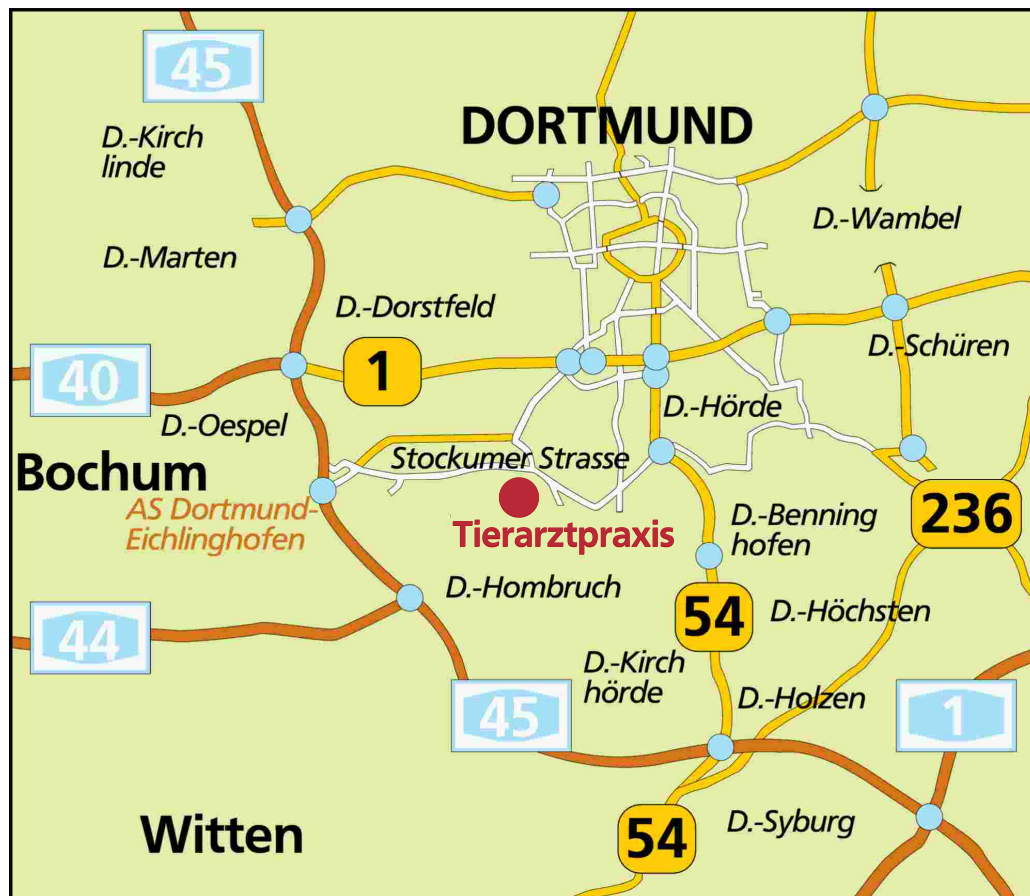 45
D.-Kirch
linde
DORTMUND
D.-Wambel
D.-Marten
D.-Dorstfeld
1
D.-Schüren
40
D.-Oespel
D.-Hörde
Bochum
Stockumer Strasse
AS Dortmund-
Eichlinghofen
Tierarztpraxis
D.-Benning
hofen
236
D.-Hombruch
54
D.-Höchsten
44
D.-Kirch
hörde
D.-Holzen
45
1
Witten
54
D.-Syburg